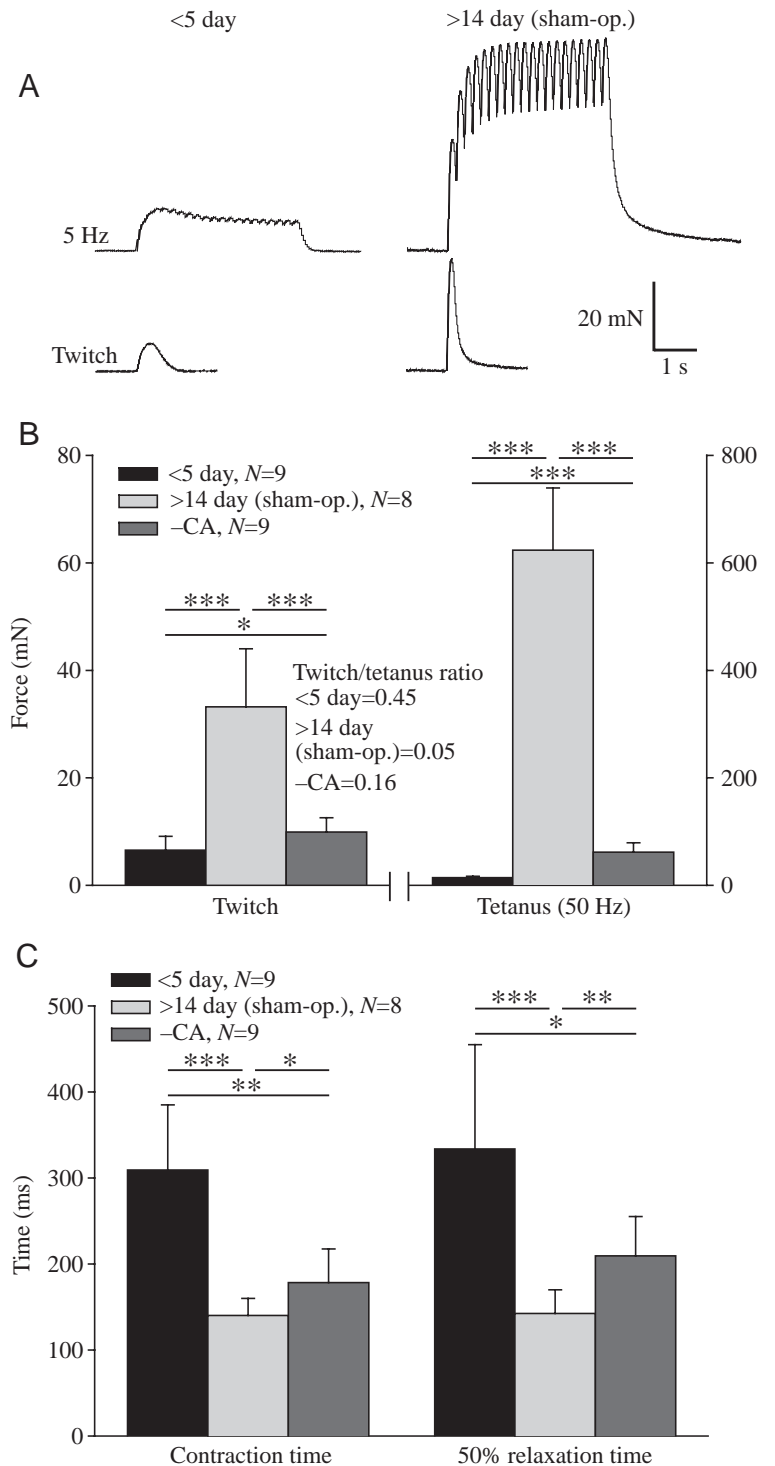 <5 day
>14 day (sham-op.)
A
5 Hz
Twitch
20 mN
1 s
B
80
60
40
20
0
Force (mN)
<5 day, N=9
>14 day (sham-op.), N=8
–CA, N=9
***
***
*
***
***
***
Twitch/tetanus ratio
<5 day=0.45
>14 day
(sham-op.)=0.05
–CA=0.16
800
600
400
200
0
Twitch
Tetanus (50 Hz)
C
<5 day, N=9
>14 day (sham-op.), N=8
–CA, N=9
500
400
300
200
100
0
Time (ms)
***
*
**
***
**
*
Contraction time
50% relaxation time